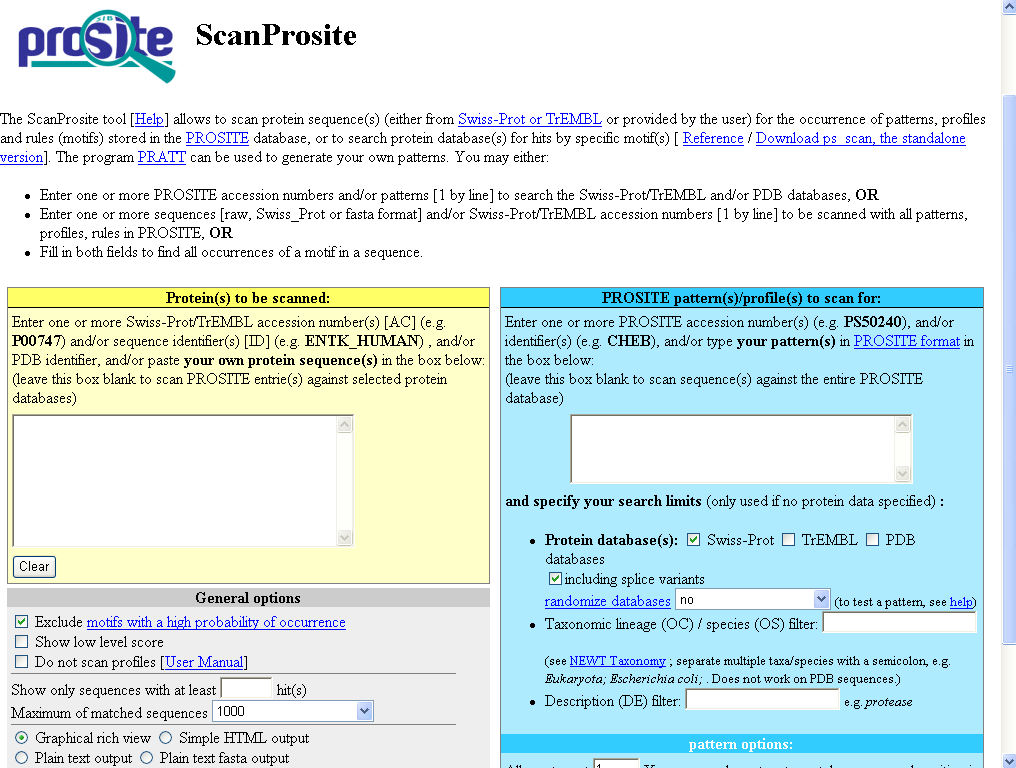 prosite
SIB
ScanProsite
The ScanProsite tool [Help] allows to scan protein sequence(s) (either from Swiss-Prot or TrEMBL or provided by the user) for the occurrence of patterns, profiles
and rules (motifs) stored in the PROSITE database, or to search protein database(s) for hits by specific motif(s) [ Reference / Download ps_scan, the standalone
version]. The program PRATT can be used to generate your own patterns. You may either:
Enter one or more PROSITE accession numbers and/or patterns [1 by line] to search the Swiss-Prot/TrEMBL and/or PDB databases, OR
Enter one or more sequences [raw, Swiss_Prot or fasta format] and/or Swiss-Prot/TrEMBL accession numbers [1 by line] to be scanned with all patterns,
profiles, rules in PROSITE, OR
Fill in both fields to find all occurrences of a motif in a sequence.
Protein(s) to be scanned:
Enter one or more Swiss-Prot/TrEMBL accession number(s) [AC] (e.g.
P00747) and/or sequence identifier(s) [ID] (e.g. ENTK_HUMAN) , and/or
PDB identifier, and/or paste your own protein sequence(s) in the box below:
(leave this box blank to scan PROSITE entrie(s) against selected protein
databases)
Clear
General options
Exclude motifs with a high probability of occurrence
Show low level score
Do not scan profiles [User Manual]
Show only sequences with at least hit(s)
Maximum of matched sequences 1000
Graphical rich view Simple HTML output
Plain text output Plain text fasta output
PROSITE pattern(s)/profile(s) to scan for:
Enter one or more PROSITE accession number(s) (e.g. PS50240), and/or
identifier(s) (e.g. CHEB), and/or type your pattern(s) in PROSITE format in
the box below:
(leave this box blank to scan sequence(s) against the entire PROSITE
database)
and specify your search limits (only used if no protein data specified) :
Protein database(s): Swiss-Prot TrEMBL PDB
databases
including splice variants
randomize databases no (to test a pattern, see help)
Taxonomic lineage (OC) / species (OS) filter:
(see NEWT Taxonomy ; separate multiple taxa/species with a semicolon, e.g.
Eukaryota; Escherichia coli; . Does not work on PDB sequences.)
Description (DE) filter: e.g. protease
pattern options: